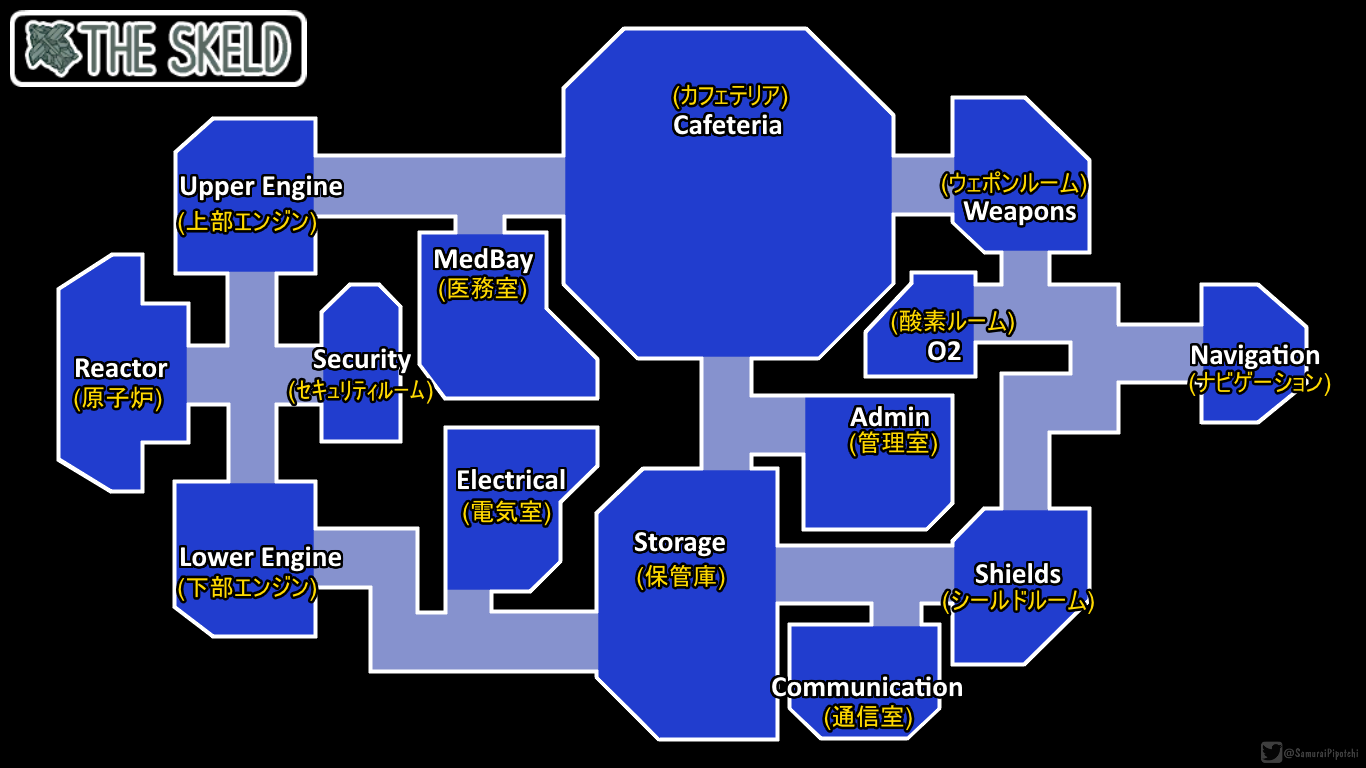 THE SKELD
(カフェテリア)
Cafeteria
Upper Engine
(上部エンジン)
(ウェポンルーム)
Weapons
MedBay
(医務室)
(酸素ルーム)
O2
Reactor
(原子炉)
Security
(セキュリティルーム)
Navigation
(ナビゲーション)
Admin
(管理室)
Electrical
(電気室)
Storage
(保管庫)
Lower Engine
(下部エンジン)
Shields
(シールドルーム)
Communication
(通信室)
@SamuraiPipotchi